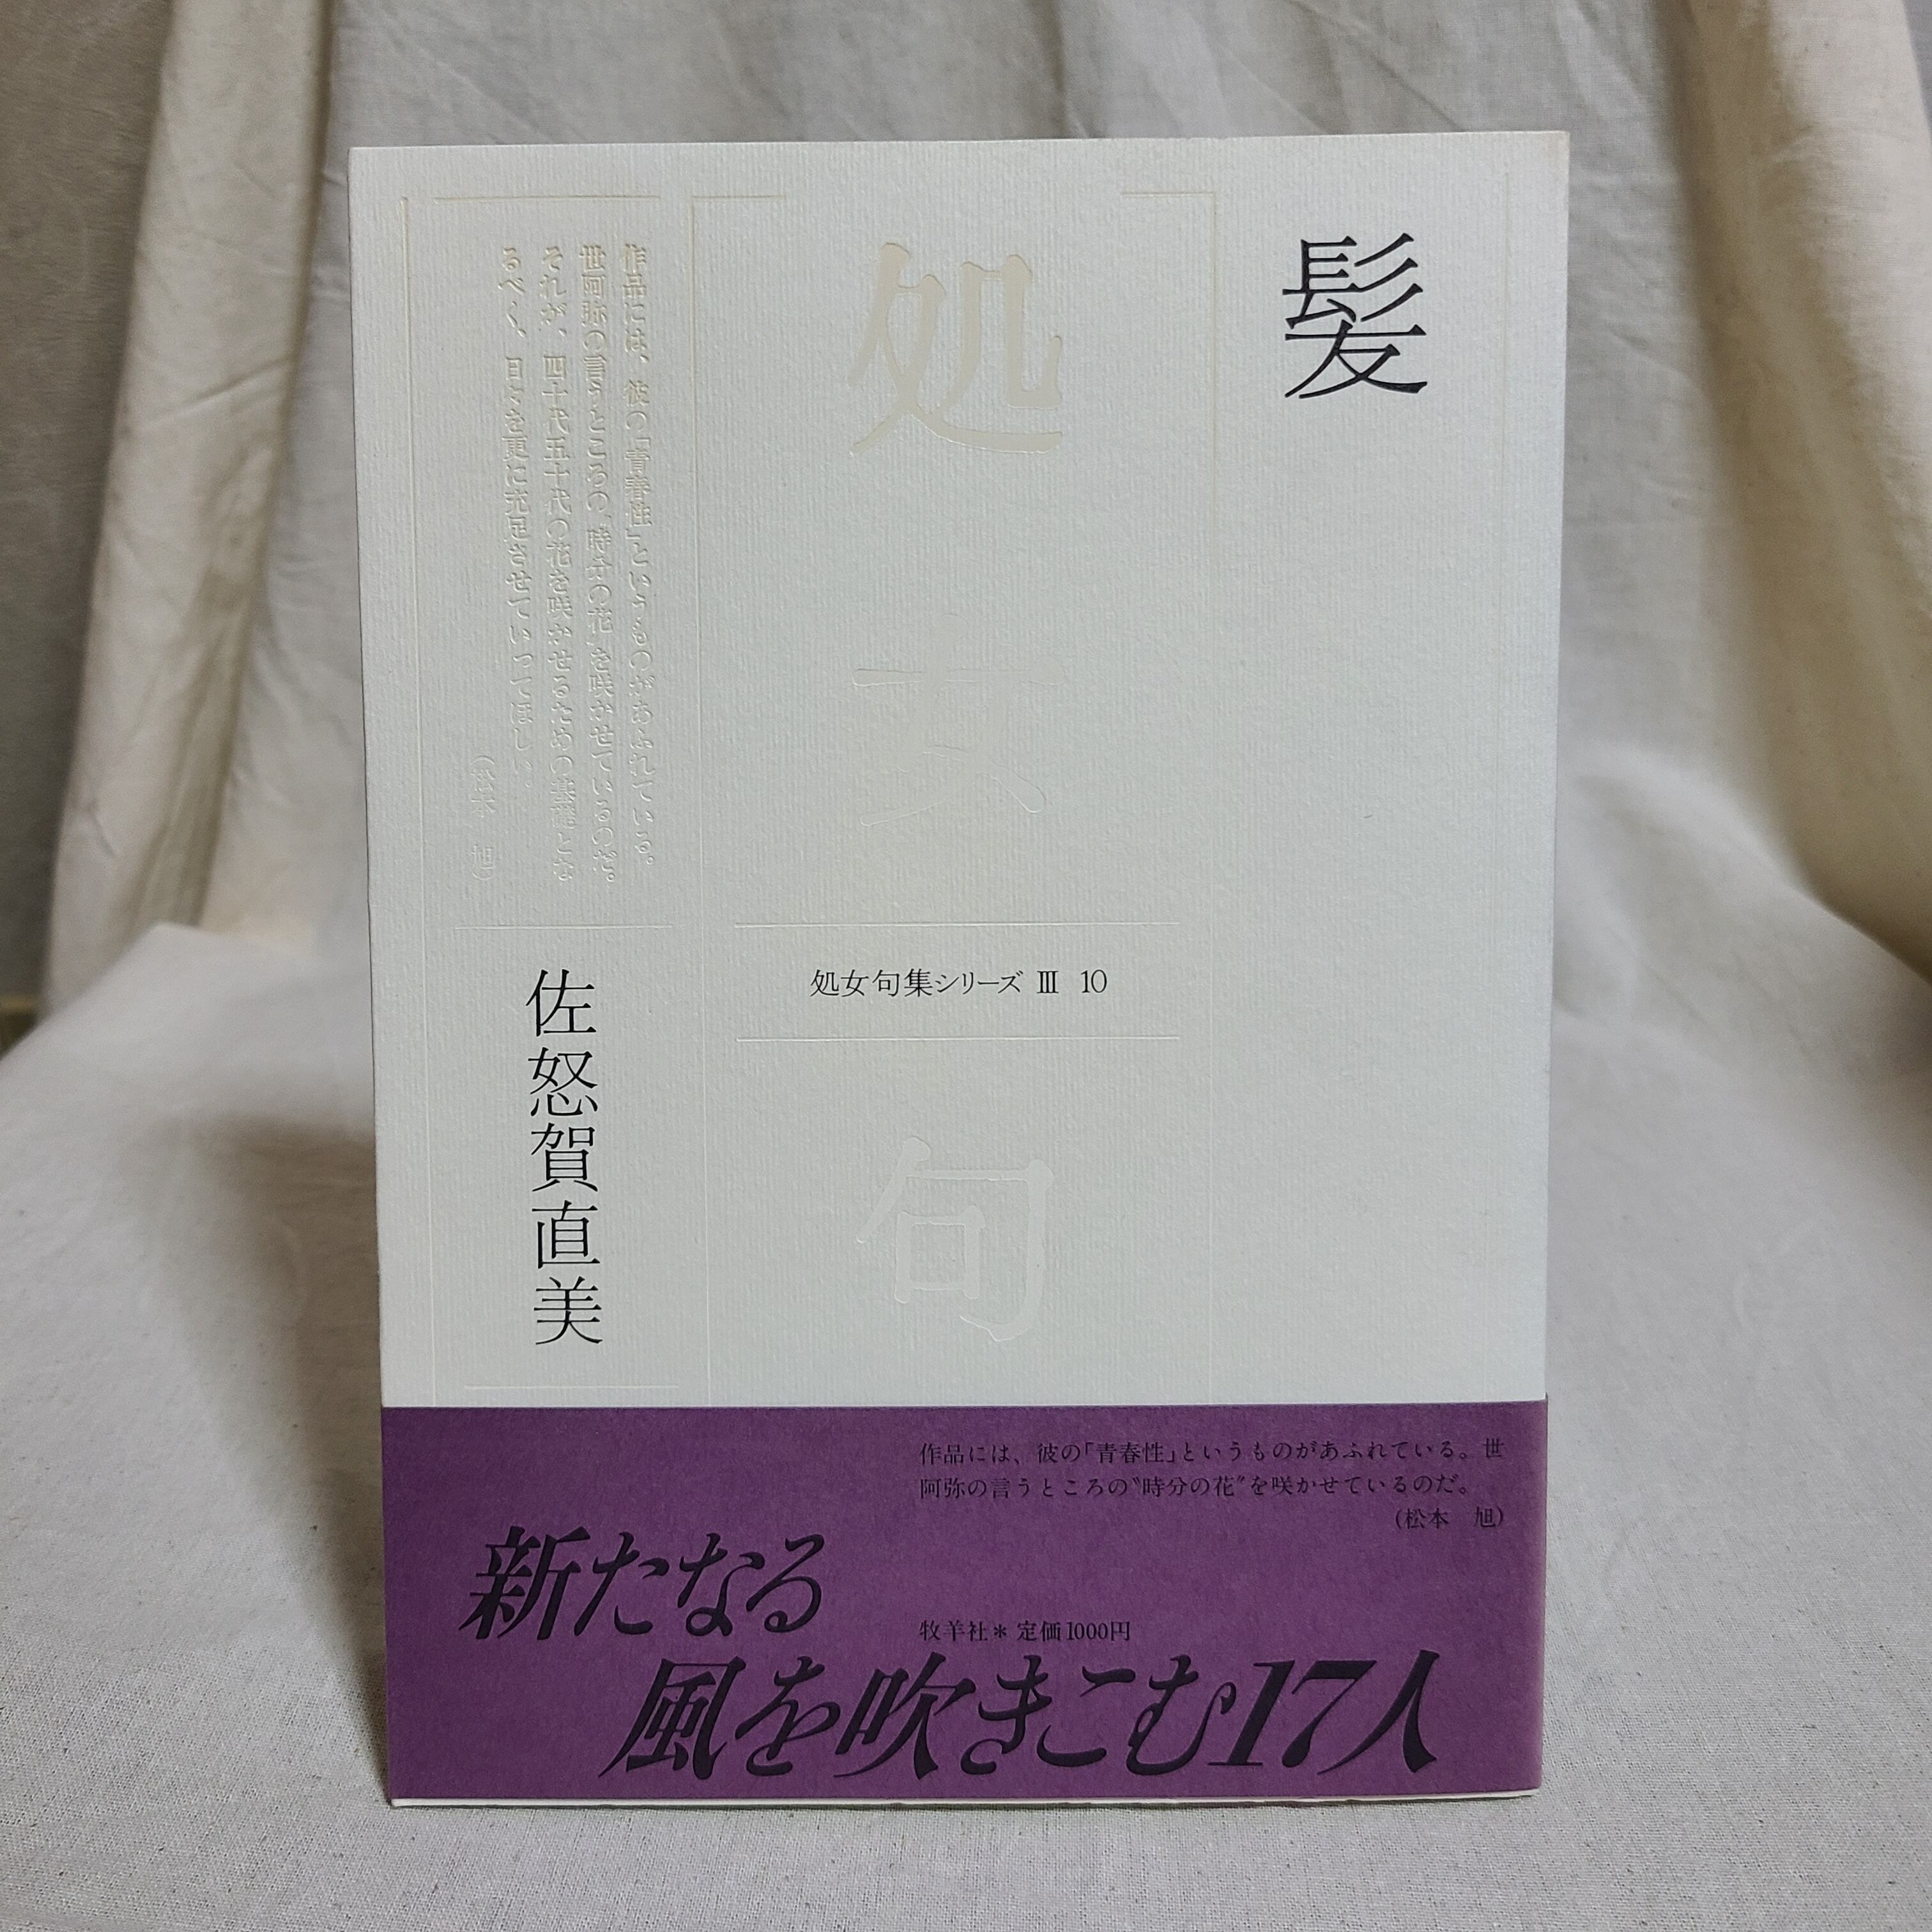 髪
処
女
句
処女句集シリーズ Ⅲ 10
作品には、彼の「青春性」というものがあふれている。
世阿弥の言うところの〝時分の花〟を咲かせているのだ。
それが、四十代五十代の花を咲かせるための基礎とな
るべく、日々を更に充足させていってほしい。
(松本 旭)
佐怒賀直美
作品には、彼の「青春性」というものがあふれている。世
阿弥の言うところの〝時分の花〟を咲かせているのだ。
(松本 旭)
新たなる
牧羊社＊定価1000円
風を吹きこむ17人